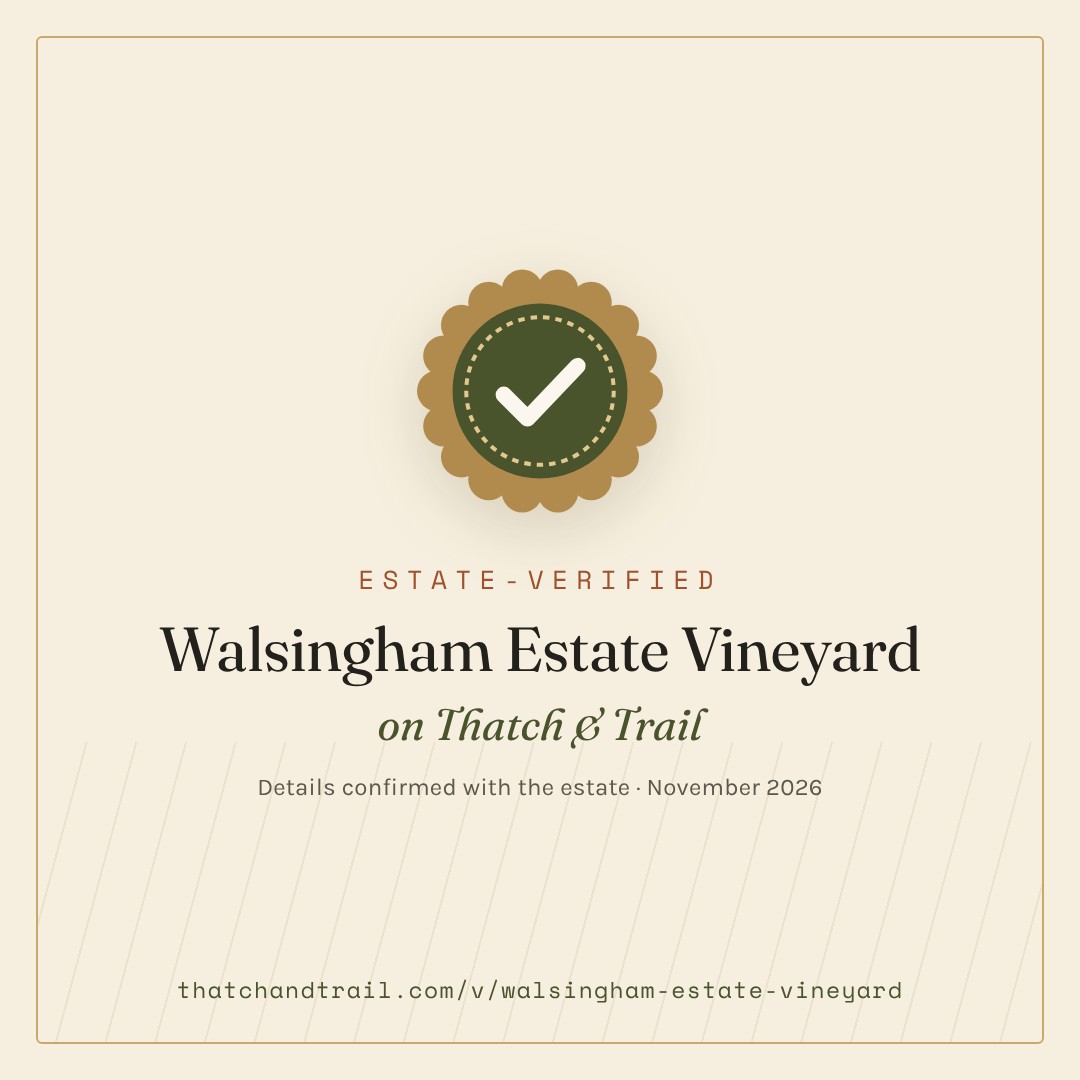 ESTATE-VERIFIED
Walsingham Estate Vineyard
on Thatch & Trail
Details confirmed with the estate · November 2026
thatchandtrail.com/v/walsingham-estate-vineyard